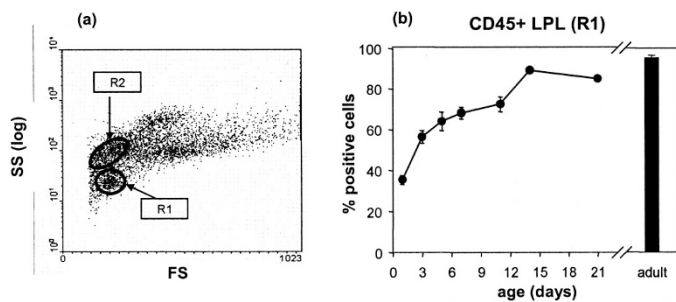 (a)
SS (log)
10⁴
10³
10²
10¹
10⁰
R2
R1
0
1023
FS
(b)
CD45+ LPL (R1)
% positive cells
100
80
60
40
20
0
0 3 6 9 12 15 18 21 adult
age (days)